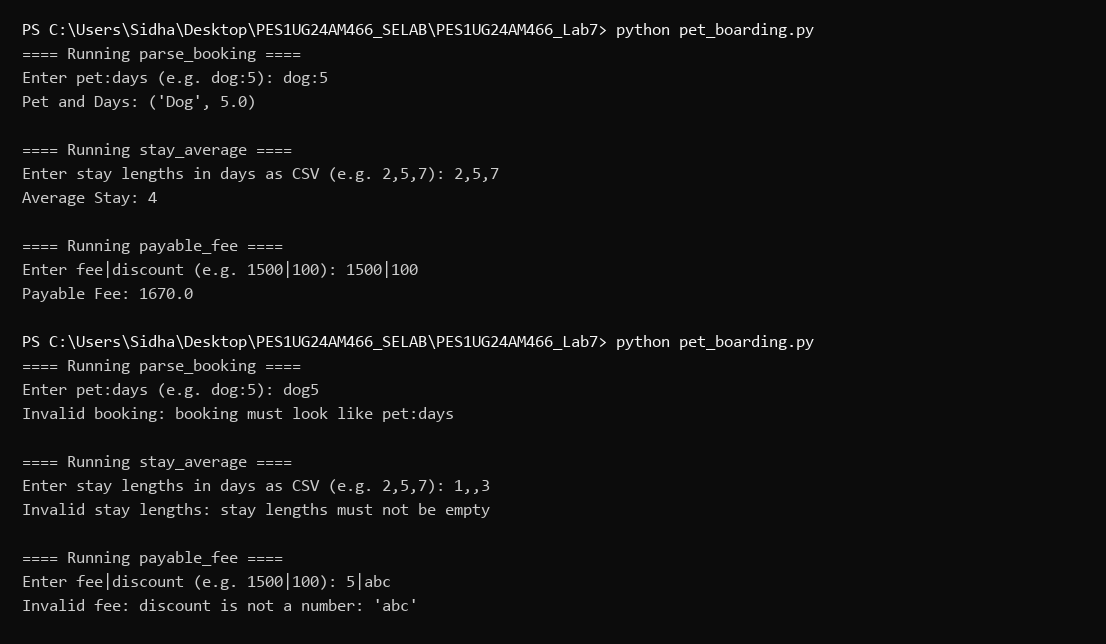 PS C:\Users\Sidha\Desktop\PES1UG24AM466_SELAB\PES1UG24AM466_Lab7> python pet_boarding.py
==== Running parse_booking ====
Enter pet:days (e.g. dog:5): dog:5
Pet and Days: ('Dog', 5.0)
==== Running stay_average ====
Enter stay lengths in days as CSV (e.g. 2,5,7): 2,5,7
Average Stay: 4
==== Running payable_fee ====
Enter fee|discount (e.g. 1500|100): 1500|100
Payable Fee: 1670.0
PS C:\Users\Sidha\Desktop\PES1UG24AM466_SELAB\PES1UG24AM466_Lab7> python pet_boarding.py
==== Running parse_booking ====
Enter pet:days (e.g. dog:5): dog5
Invalid booking: booking must look like pet:days
==== Running stay_average ====
Enter stay lengths in days as CSV (e.g. 2,5,7): 1,,3
Invalid stay lengths: stay lengths must not be empty
==== Running payable_fee ====
Enter fee|discount (e.g. 1500|100): 5|abc
Invalid fee: discount is not a number: 'abc'